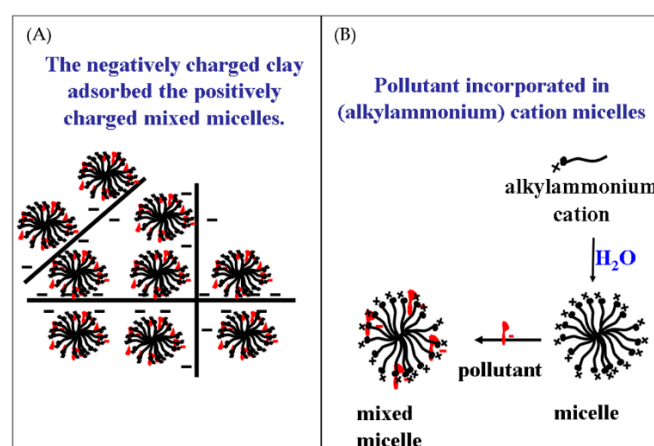 (A)
The negatively charged clay
adsorbed the positively
charged mixed micelles.
(B)
Pollutant incorporated in
(alkylammonium) cation micelles
alkylammonium
cation
H₂O
pollutant
mixed
micelle
micelle